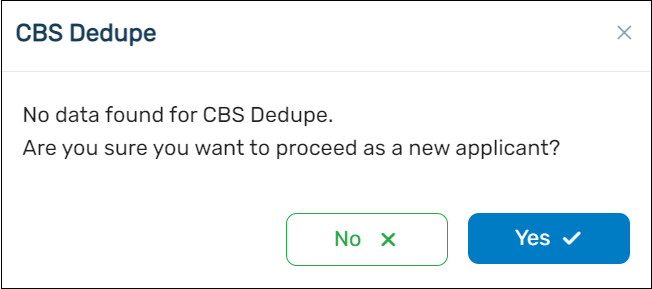 CBS Dedupe
No data found for CBS Dedupe.
Are you sure you want to proceed as a new applicant?
No
Yes